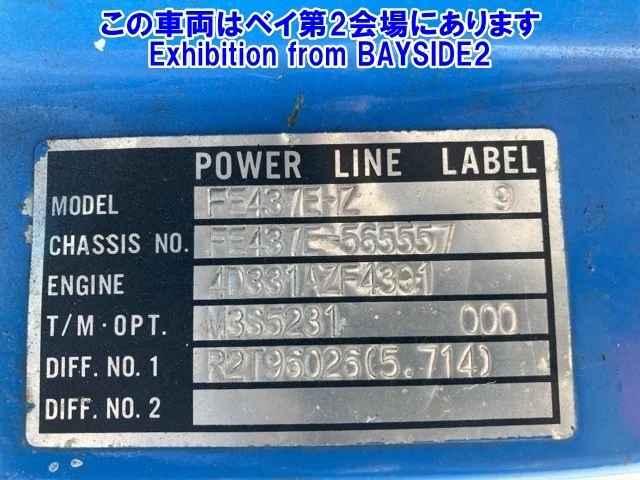 この車両はベイ第2会場にあります
Exhibition from BAYSIDE2
POWER LINE LABEL
MODEL FE437E-Z 9
CHASSIS NO. FE437E-565557
ENGINE 4D331AZF4301
T/M·OPT. M3S5231 000
DIFF. NO. 1 R2T96026(5.714)
DIFF. NO. 2